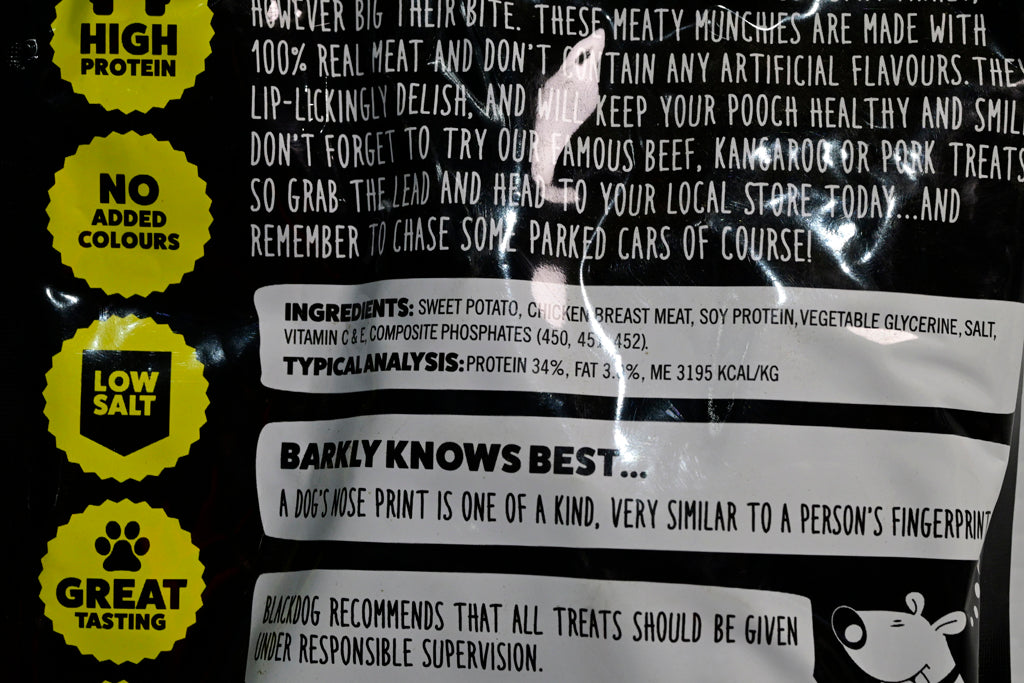 HIGH
PROTEIN
NO
ADDED
COLOURS
LOW
SALT
GREAT
TASTING
HOWEVER BIG THEIR BITE. THESE MEATY MUNCHIES ARE MADE WITH
100% REAL MEAT AND DON'T CONTAIN ANY ARTIFICIAL FLAVOURS. THEY
LIP-LICKINGLY DELISH, AND WILL KEEP YOUR POOCH HEALTHY AND SMIL
DON'T FORGET TO TRY OUR FAMOUS BEEF, KANGAROO OR PORK TREATS
SO GRAB THE LEAD AND HEAD TO YOUR LOCAL STORE TODAY...AND
REMEMBER TO CHASE SOME PARKED CARS OF COURSE!
INGREDIENTS: SWEET POTATO, CHICKEN BREAST MEAT, SOY PROTEIN, VEGETABLE GLYCERINE, SALT,
VITAMIN C & E, COMPOSITE PHOSPHATES (450, 452).
TYPICAL ANALYSIS: PROTEIN 34%, FAT ME 3195 KCAL/KG
BARKLY KNOWS BEST...
A DOG'S NOSE PRINT IS ONE OF A KIND, VERY SIMILAR TO A PERSON'S FINGERPRINT
BLACKDOG RECOMMENDS THAT ALL TREATS SHOULD BE GIVEN
UNDER RESPONSIBLE SUPERVISION.